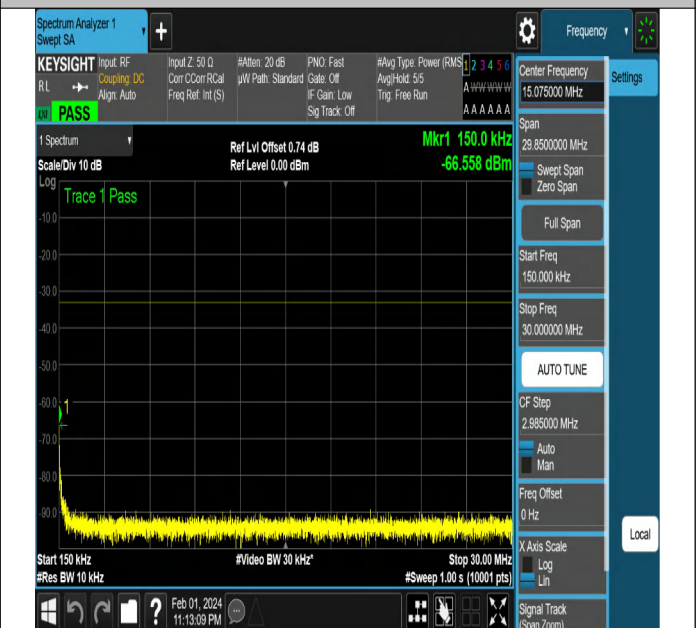 Spectrum Analyzer 1
Swept SA
Frequency
KEYSIGHT
RL
PASS
Input: RF
Coupling: DC
Align: Auto
Input Z: 50 Ω
Corr CCorr RCal
Freq Ref: Int (S)
#Atten: 20 dB
µW Path: Standard
PNO: Fast
Gate: Off
IF Gain: Low
Sig Track: Off
#Avg Type: Power (RMS
Avg|Hold: 5/5
Trig: Free Run
1 2 3 4 5 6
A W W W W W
A A A A A A
1 Spectrum
Scale/Div 10 dB
Ref Lvl Offset 0.74 dB
Ref Level 0.00 dBm
Mkr1 150.0 kHz
-66.558 dBm
Log
Trace 1 Pass
-10.0
-20.0
-30.0
-40.0
-50.0
-60.0
-70.0
-80.0
-90.0
1
Start 150 kHz
#Res BW 10 kHz
#Video BW 30 kHz*
Stop 30.00 MHz
#Sweep 1.00 s (10001 pts)
Center Frequency
15.075000 MHz
Settings
Span
29.8500000 MHz
Swept Span
Zero Span
Full Span
Start Freq
150.000 kHz
Stop Freq
30.000000 MHz
AUTO TUNE
CF Step
2.985000 MHz
Auto
Man
Freq Offset
0 Hz
X Axis Scale
Log
Lin
Signal Track
(Span Zoom)
Local
?
Feb 01, 2024
11:13:09 PM